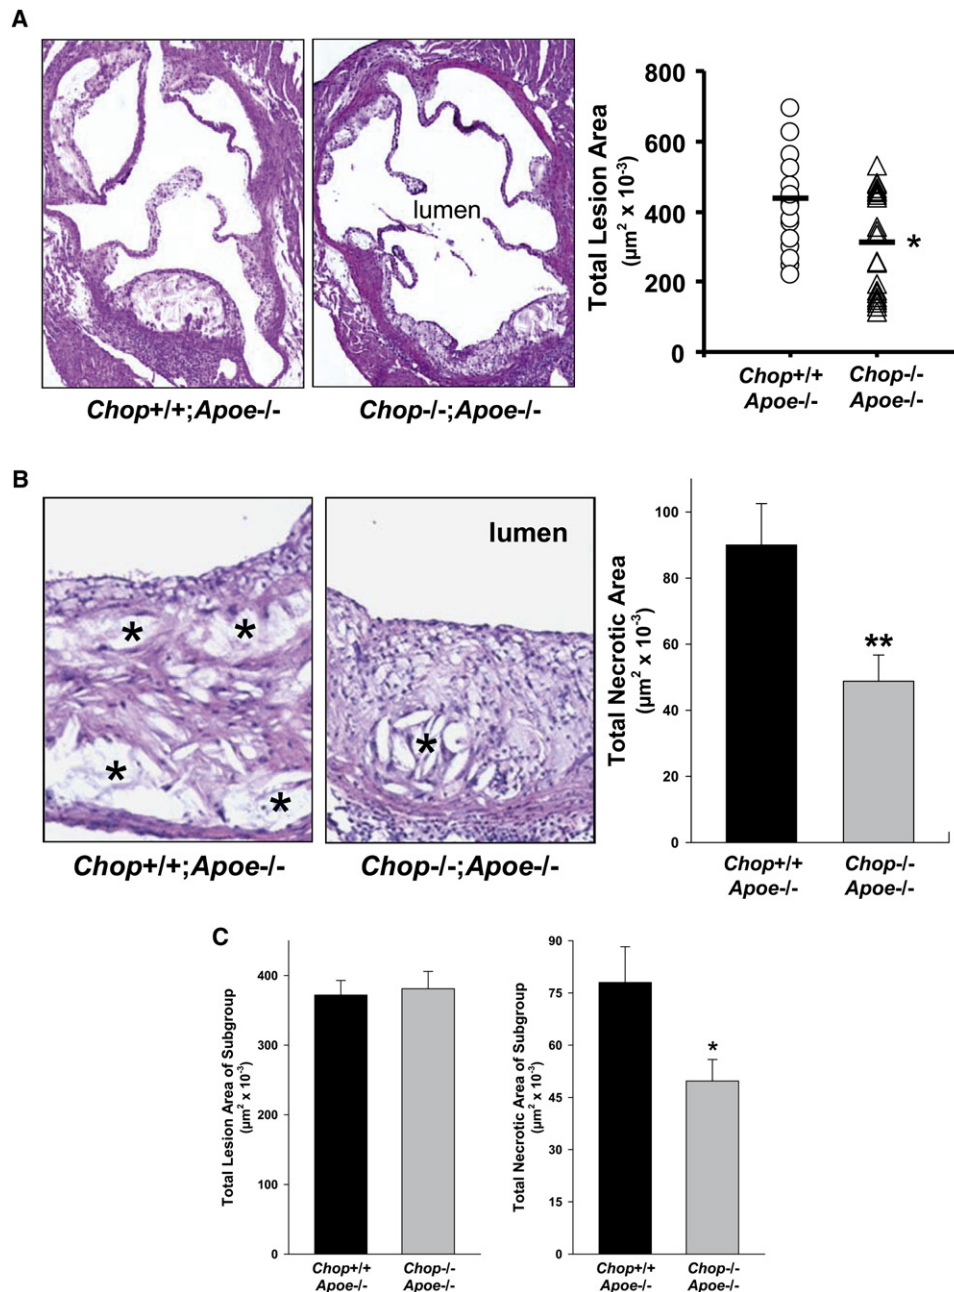 A
lumen
Chop+/+;Apoe-/-
Chop-/-;Apoe-/-
Total Lesion Area
(µm² x 10⁻³)
800
600
400
200
0
*
Chop+/+
Apoe-/-
Chop-/-
Apoe-/-
B
*
*
*
*
lumen
*
Chop+/+;Apoe-/-
Chop-/-;Apoe-/-
Total Necrotic Area
(µm² x 10⁻³)
100
80
60
40
20
0
**
Chop+/+
Apoe-/-
Chop-/-
Apoe-/-
C
Total Lesion Area of Subgroup
(µm² x 10⁻³)
400
300
200
100
0
Chop+/+
Apoe-/-
Chop-/-
Apoe-/-
Total Necrotic Area of Subgroup
(µm² x 10⁻³)
90
75
60
45
30
15
0
*
Chop+/+
Apoe-/-
Chop-/-
Apoe-/-